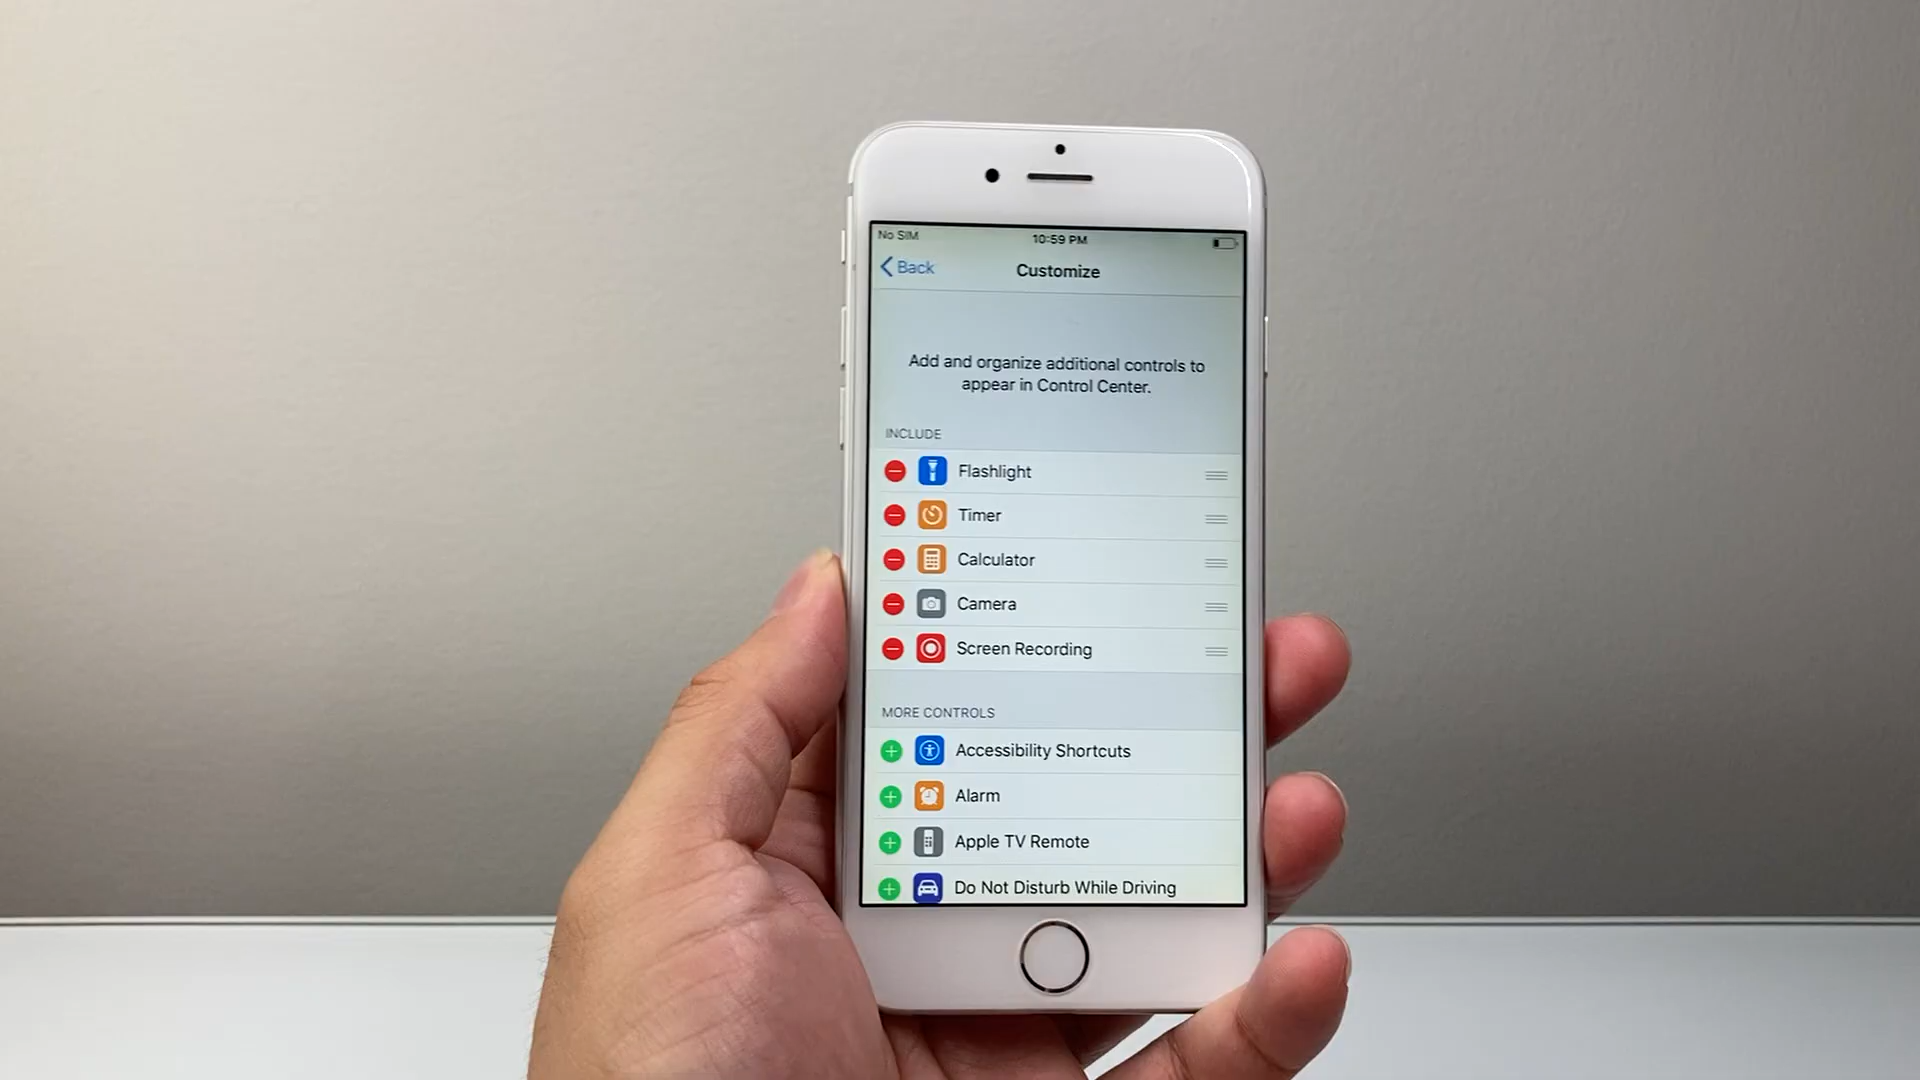 No SIM 10:59 PM
Back Customize
Add and organize additional controls to
appear in Control Center.
INCLUDE
Flashlight
Timer
Calculator
Camera
Screen Recording
MORE CONTROLS
Accessibility Shortcuts
Alarm
Apple TV Remote
Do Not Disturb While Driving